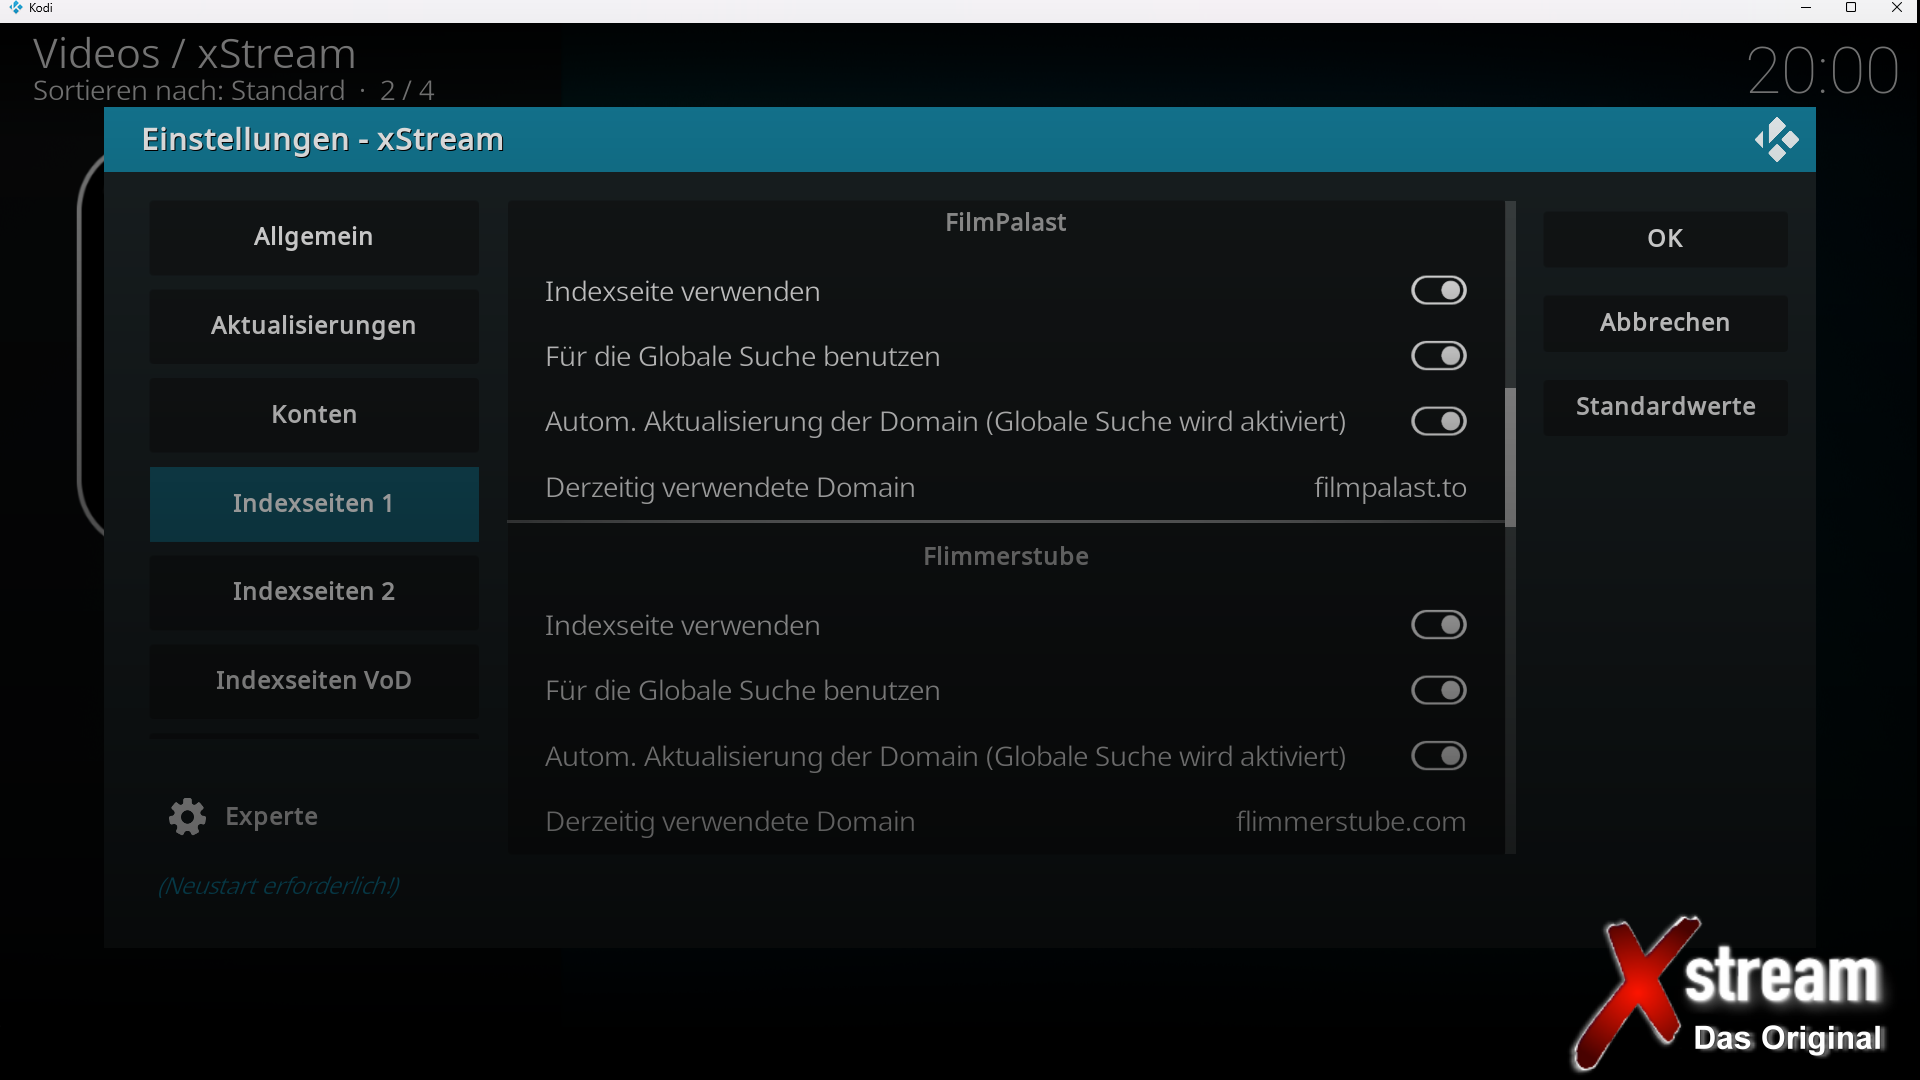 Kodi
Videos / xStream
Sortieren nach: Standard · 2 / 4
20:00
Einstellungen - xStream
Allgemein
Aktualisierungen
Konten
Indexseiten 1
Indexseiten 2
Indexseiten VoD
Experte
(Neustart erforderlich!)
FilmPalast
Indexseite verwenden
Für die Globale Suche benutzen
Autom. Aktualisierung der Domain (Globale Suche wird aktiviert)
Derzeitig verwendete Domain filmpalast.to
Flimmerstube
Indexseite verwenden
Für die Globale Suche benutzen
Autom. Aktualisierung der Domain (Globale Suche wird aktiviert)
Derzeitig verwendete Domain flimmerstube.com
OK
Abbrechen
Standardwerte
Xstream
Das Original